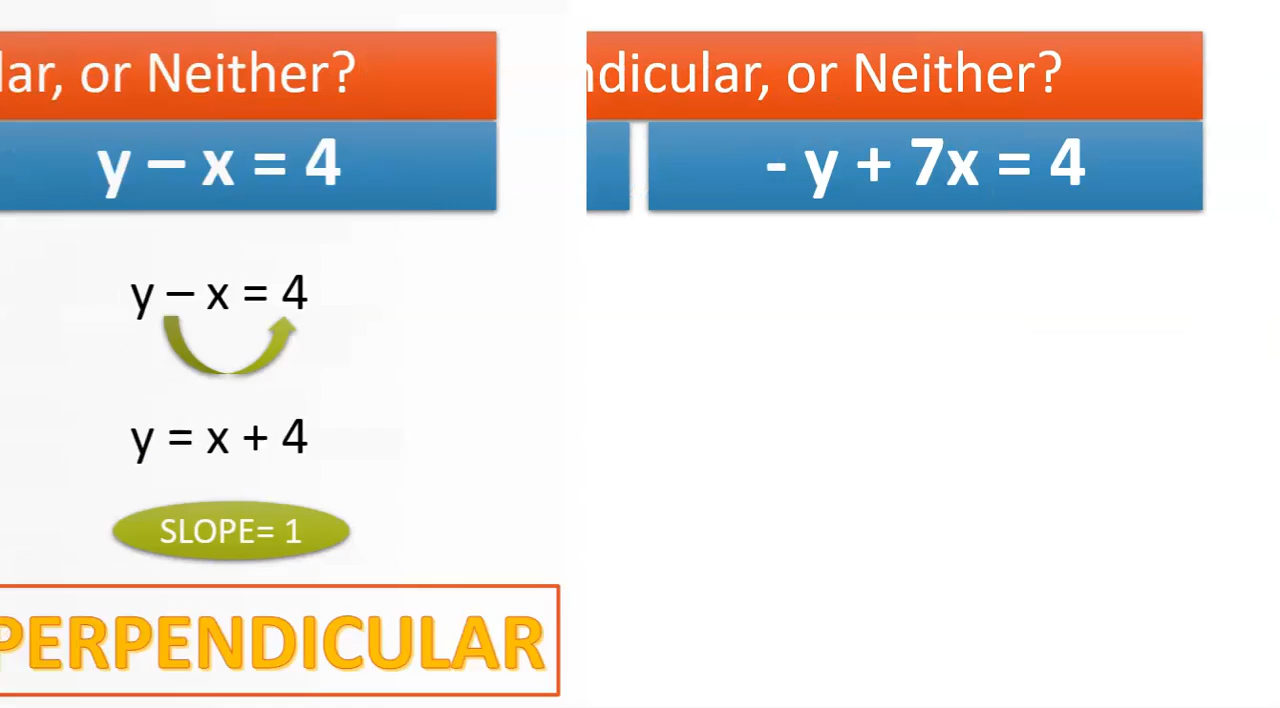 lar, or Neither?
y – x = 4
y – x = 4
y = x + 4
SLOPE= 1
PERPENDICULAR
ndicular, or Neither?
- y + 7x = 4